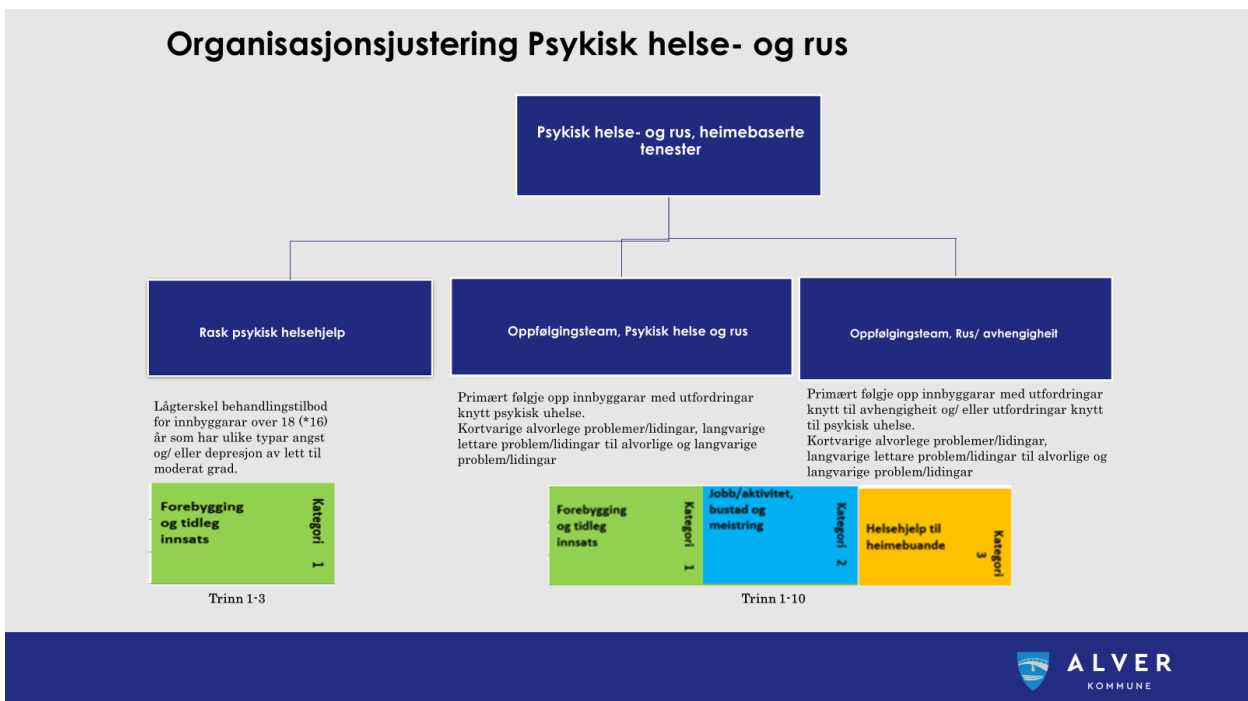 Organisasjonsjustering Psykisk helse- og rus
Psykisk helse- og rus, heimebaserte
tenester
Rask psykisk helsehjelp
Oppfølgingsteam, Psykisk helse og rus
Oppfølgingsteam, Rus/ avhengigheit
Lågterskel behandlingstilbod
for innbyggarar over 18 (*16)
år som har ulike typar angst
og/ eller depresjon av lett til
moderat grad.
Primært følgje opp innbyggarar med utfordringar
knytt psykisk uhelse.
Kortvarige alvorlege problemer/lidingar, langvarige
lettare problem/lidingar til alvorlige og langvarige
problem/lidingar
Primært følgje opp innbyggarar med utfordringar
knytt til avhengigheit og/ eller utfordringar knytt
til psykisk uhelse.
Kortvarige alvorlege problemer/lidingar,
langvarige lettare problem/lidingar til alvorlige og
langvarige problem/lidingar
Forebygging
og tidleg
innsats
Kategori 1
Trinn 1-3
Forebygging
og tidleg
innsats
Kategori 1
Jobb/aktivitet,
bustad og
meistring
Kategori 2
Helsehjelp til
heimebuande
Kategori
3
Trinn 1-10
ALVER
KOMMUNE